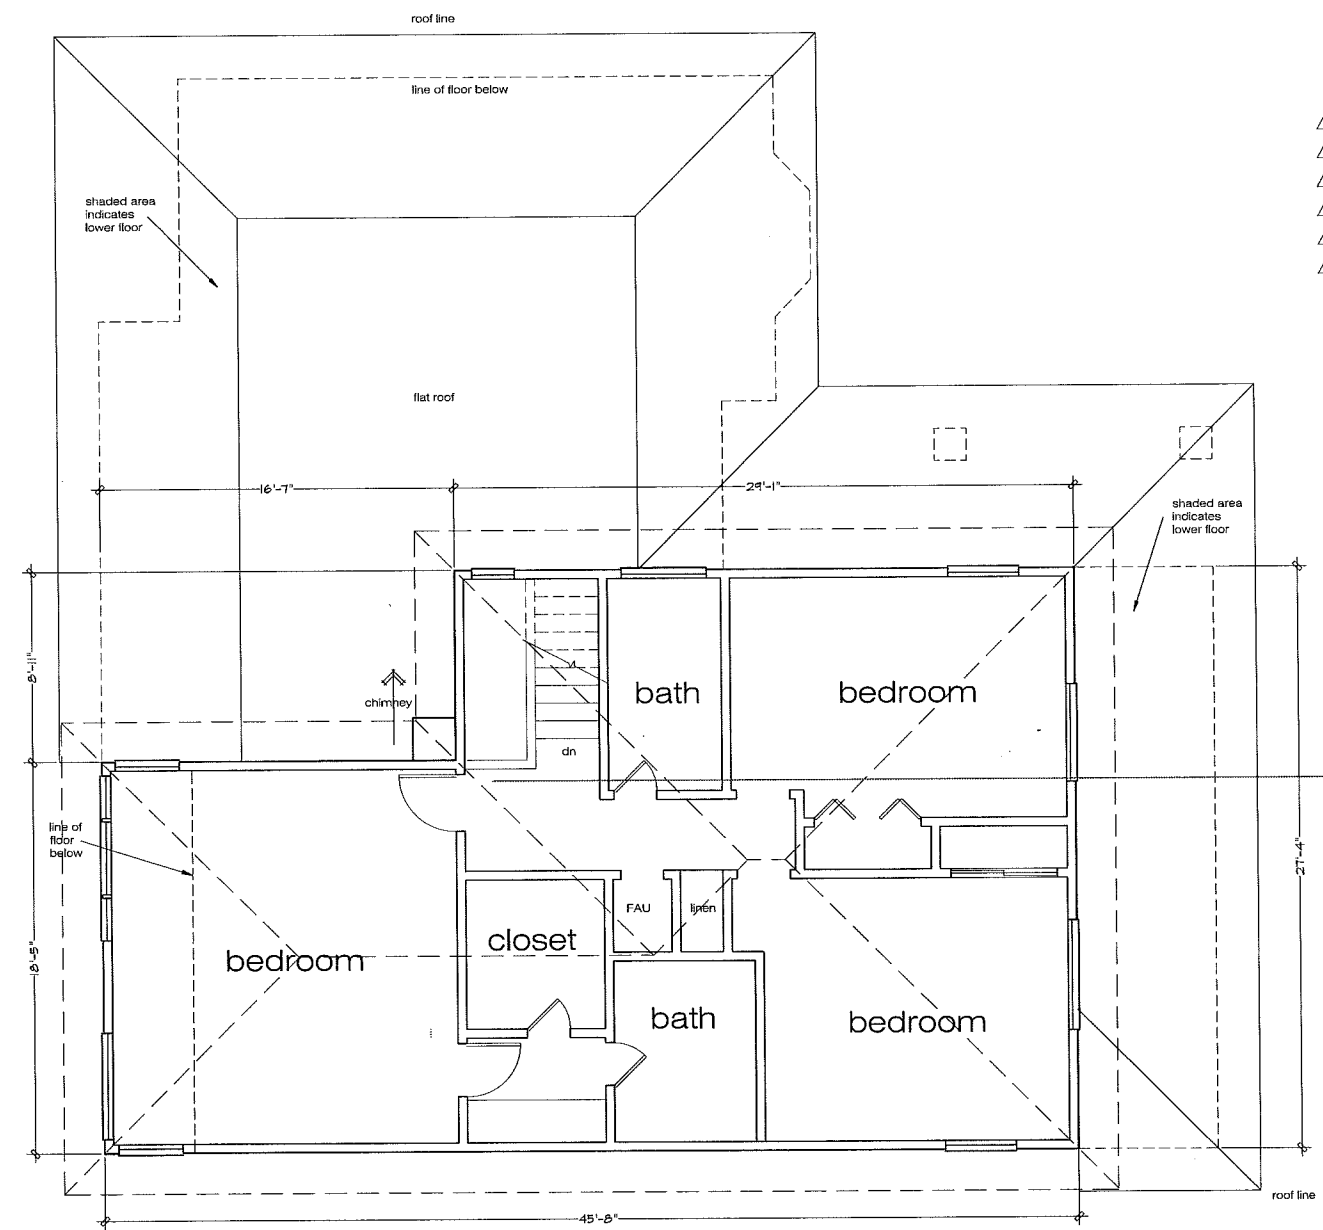 roof line
line of floor below
shaded area
indicates
lower floor
flat roof
16'-7"
29'-1"
shaded area
indicates
lower floor
8'-11"
chimney
dn
bath
bedroom
line of
floor
below
18'-5"
27'-4"
FAU
linen
closet
bedroom
bath
bedroom
roof line
45'-8"